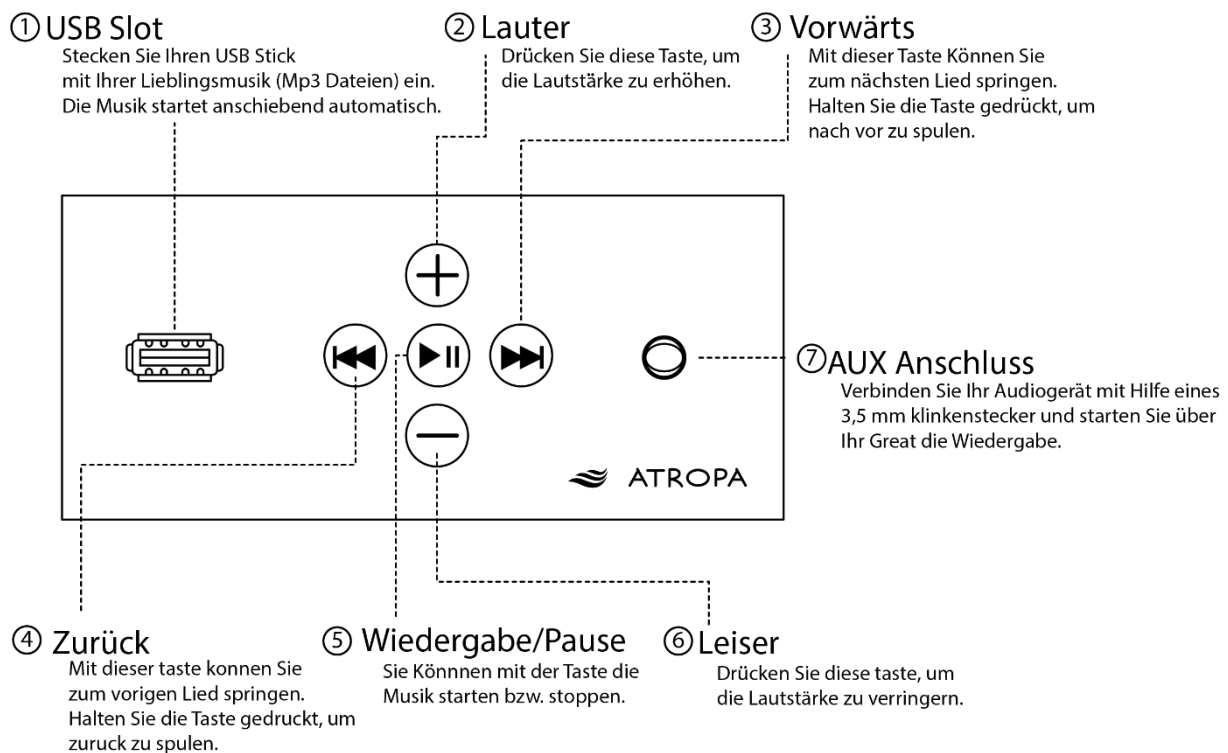 ① USB Slot
Stecken Sie Ihren USB Stick
mit Ihrer Lieblingsmusik (Mp3 Dateien) ein.
Die Musik startet anschiebend automatisch.
② Lauter
Drücken Sie diese Taste, um
die Lautstärke zu erhöhen.
③ Vorwärts
Mit dieser Taste Können Sie
zum nächsten Lied springen.
Halten Sie die Taste gedrückt, um
nach vor zu spulen.
⑦ AUX Anschluss
Verbinden Sie Ihr Audiogerät mit Hilfe eines
3,5 mm klinkenstecker und starten Sie über
Ihr Great die Wiedergabe.
ATROPA
④ Zurück
Mit dieser taste konnen Sie
zum vorigen Lied springen.
Halten Sie die Taste gedruckt, um
zuruck zu spulen.
⑤ Wiedergabe/Pause
Sie Könnnen mit der Taste die
Musik starten bzw. stoppen.
⑥ Leiser
Drücken Sie diese taste, um
die Lautstärke zu verringern.